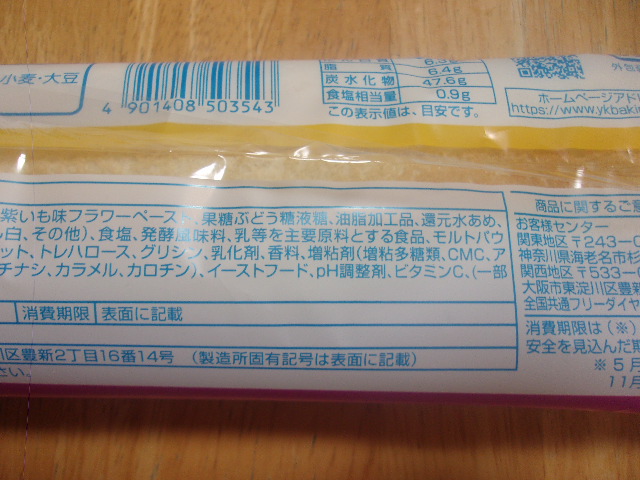 小麦・大豆
4 901408 503543
脂質 6.4g
炭水化物 47.6g
食塩相当量 0.9g
この表示値は、目安です。
ホームページアド
https://www.ykbaki
紫いも味フラワーペースト、果糖ぶどう糖液糖、油脂加工品、還元水あめ、
白、その他)、食塩、発酵風味料、乳等を主要原料とする食品、モルトパウ
ット、トレハロース、グリシン、乳化剤、香料、増粘剤(増粘多糖類、CMC、ア
チナシ、カラメル、カロチン)、イーストフード、pH調整剤、ビタミンC、(一部
消費期限 表面に記載
区豊新2丁目16番14号 (製造所固有記号は表面に記載)
さい。
商品に関するご意
お客様センター
関東地区〒243-0
神奈川県海老名市杉
関西地区〒533-
大阪市東淀川区豊新
全国共通フリーダイヤ
消費期限は(※)
安全を見込んだ期
※5月
11月